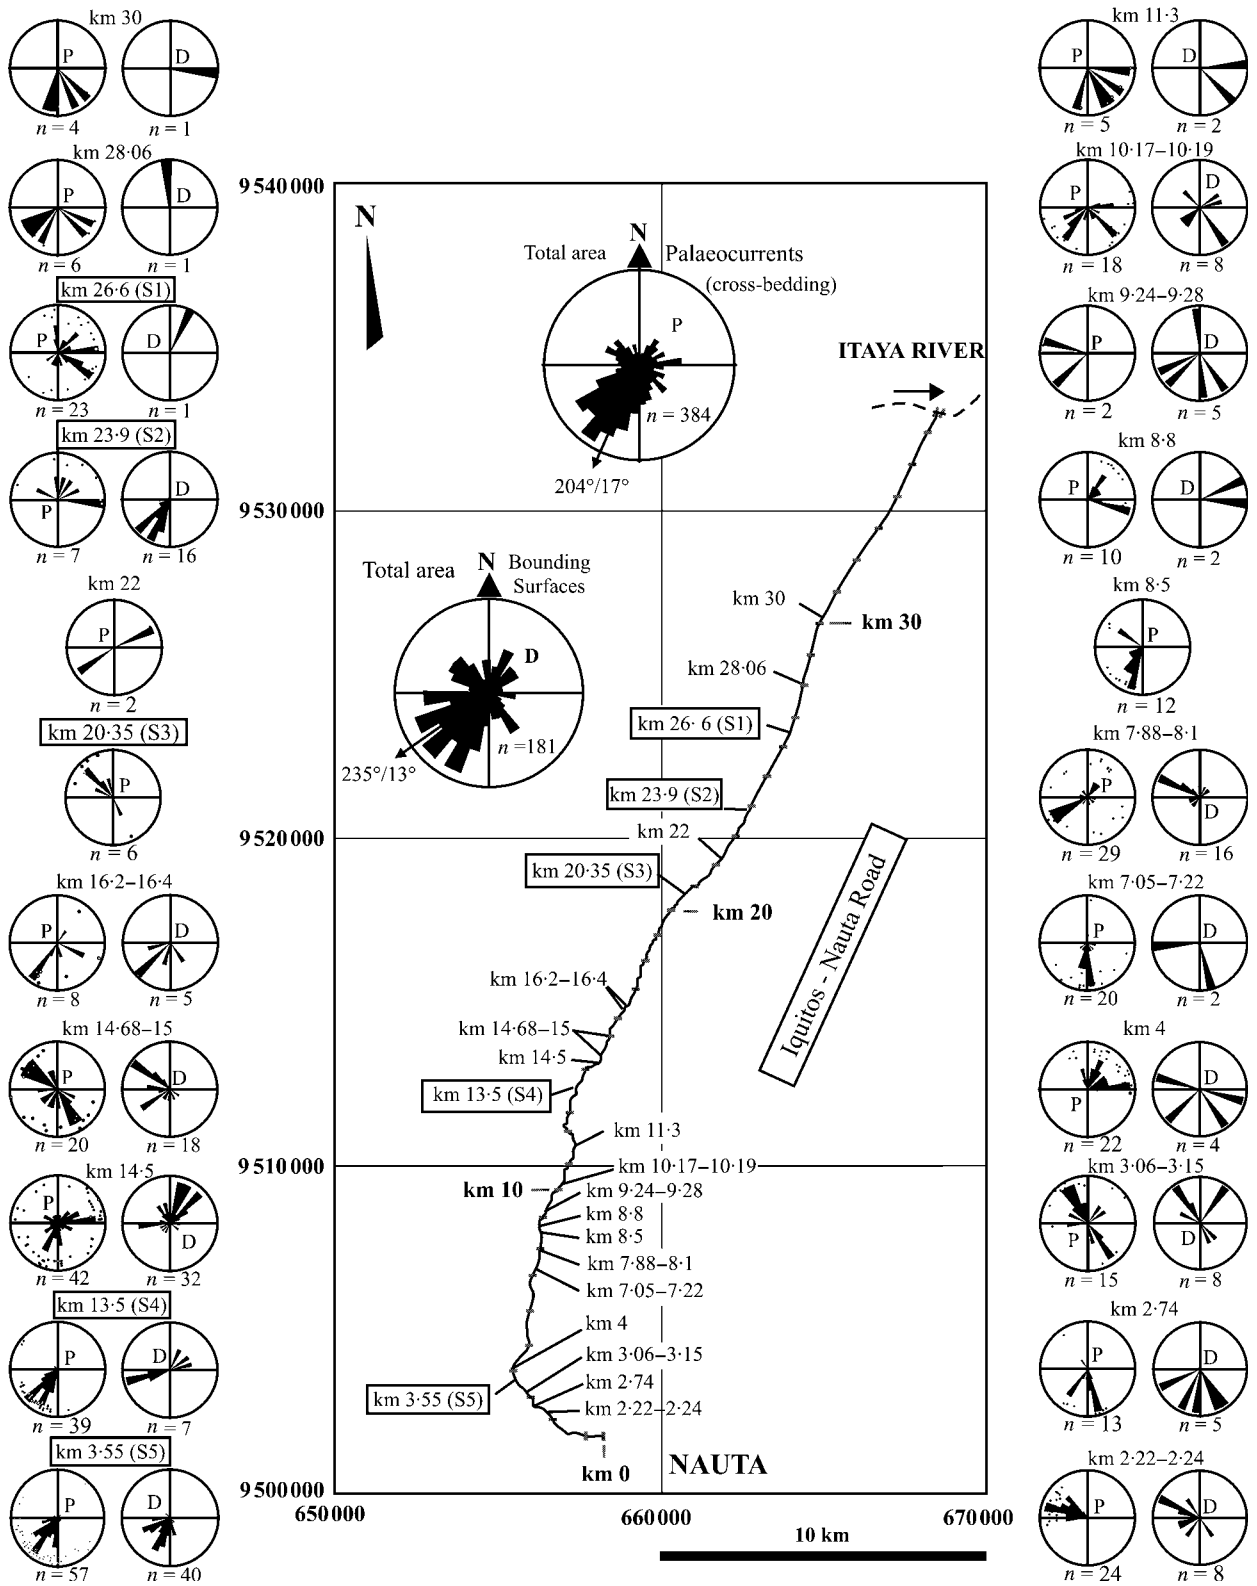 km 30
P
D
n = 4
n = 1
km 28·06
P
D
n = 6
n = 1
km 26·6 (S1)
P
D
n = 23
n = 1
km 23·9 (S2)
P
D
n = 7
n = 16
km 22
P
n = 2
km 20·35 (S3)
P
n = 6
km 16·2–16·4
P
D
n = 8
n = 5
km 14·68–15
P
D
n = 20
n = 18
km 14·5
P
D
n = 42
n = 32
km 13·5 (S4)
P
D
n = 39
n = 7
km 3·55 (S5)
P
D
n = 57
n = 40
9 540 000
9 530 000
9 520 000
9 510 000
9 500 000
650 000
660 000
670 000
10 km
N
Total area
N
Palaeocurrents
(cross-bedding)
P
n = 384
204°/17°
Total area
N
Bounding
Surfaces
D
n =181
235°/13°
ITAYA RIVER
km 30
km 30
km 28·06
km 26· 6 (S1)
km 23·9 (S2)
km 22
km 20·35 (S3)
km 20
Iquitos - Nauta Road
km 16·2–16·4
km 14·68–15
km 14·5
km 13·5 (S4)
km 11·3
km 10·17–10·19
km 10
km 9·24–9·28
km 8·8
km 8·5
km 7·88–8·1
km 7·05–7·22
km 4
km 3·06–3·15
km 3·55 (S5)
km 2·74
km 2·22–2·24
km 0
NAUTA
km 11·3
P
D
n = 5
n = 2
km 10·17–10·19
P
D
n = 18
n = 8
km 9·24–9·28
P
D
n = 2
n = 5
km 8·8
P
D
n = 10
n = 2
km 8·5
P
n = 12
km 7·88–8·1
P
D
n = 29
n = 16
km 7·05–7·22
P
D
n = 20
n = 2
km 4
P
D
n = 22
n = 4
km 3·06–3·15
P
D
n = 15
n = 8
km 2·74
P
D
n = 13
n = 5
km 2·22–2·24
P
D
n = 24
n = 8